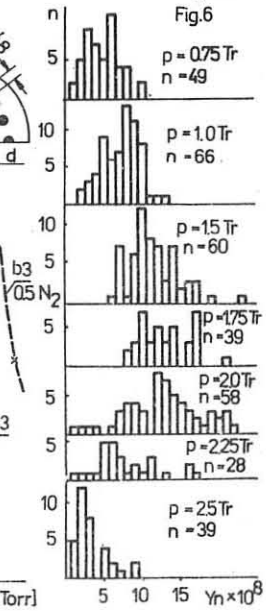 n
Fig.6
5
p = 0.75 Tr
n = 49
10
5
p = 1.0 Tr
n = 66
d
10
5
p = 1.5 Tr
n = 60
b3
0.5 N2
5
p = 1.75 Tr
n = 39
5
p = 2.0 Tr
n = 58
3
5
p = 2.25 Tr
n = 28
10
5
p = 2.5 Tr
n = 39
Torr]
5 10 15 Yn × 10^8